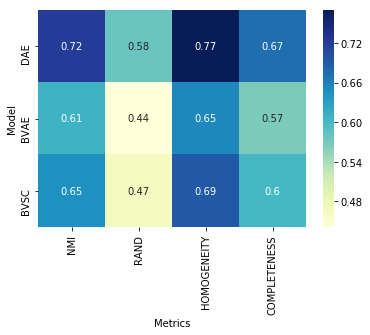 Model
DAE 0.72 0.58 0.77 0.67
BVAE 0.61 0.44 0.65 0.57
BVSC 0.65 0.47 0.69 0.6
NMI RAND HOMOGENEITY COMPLETENESS
Metrics
0.72
0.66
0.60
0.54
0.48